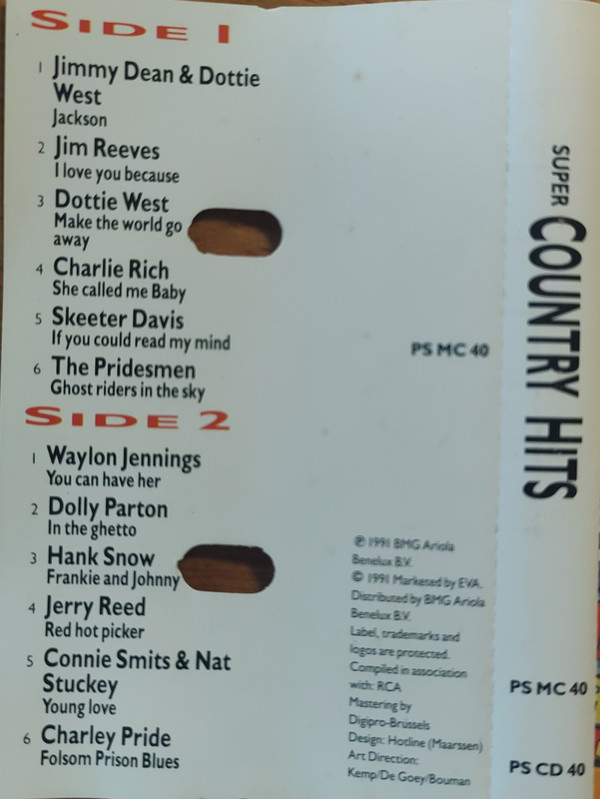 SIDE 1
1 Jimmy Dean & Dottie
West
Jackson
2 Jim Reeves
I love you because
3 Dottie West
Make the world go
away
4 Charlie Rich
She called me Baby
5 Skeeter Davis
If you could read my mind
6 The Pridesmen
Ghost riders in the sky
SIDE 2
1 Waylon Jennings
You can have her
2 Dolly Parton
In the ghetto
3 Hank Snow
Frankie and Johnny
4 Jerry Reed
Red hot picker
5 Connie Smits & Nat
Stuckey
Young love
6 Charley Pride
Folsom Prison Blues
PS MC 40
℗ 1991 BMG Ariola
Benelux B.V.
© 1991 Marketed by EVA.
Distributed by BMG Ariola
Benelux B.V.
Label, trademarks and
logos are protected.
Compiled in association
with: RCA
Mastering by
Digipro-Brussels
Design: Hotline (Maarssen)
Art Direction:
Kemp/De Goey/Bouman
SUPER COUNTRY HITS
PS MC 40
PS CD 40